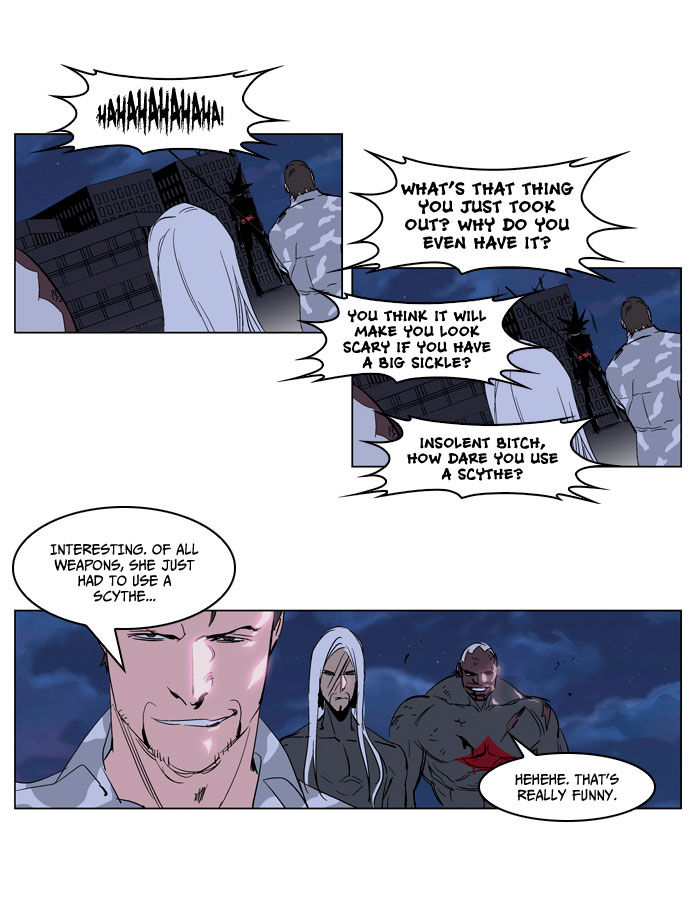 HAHAHAHAHAHA!
WHAT'S THAT THING
YOU JUST TOOK
OUT? WHY DO YOU
EVEN HAVE IT?
YOU THINK IT WILL
MAKE YOU LOOK
SCARY IF YOU HAVE
A BIG SICKLE?
INSOLENT BITCH,
HOW DARE YOU USE
A SCYTHE?
INTERESTING. OF ALL
WEAPONS, SHE JUST
HAD TO USE A
SCYTHE...
HEHEHE. THAT'S
REALLY FUNNY.